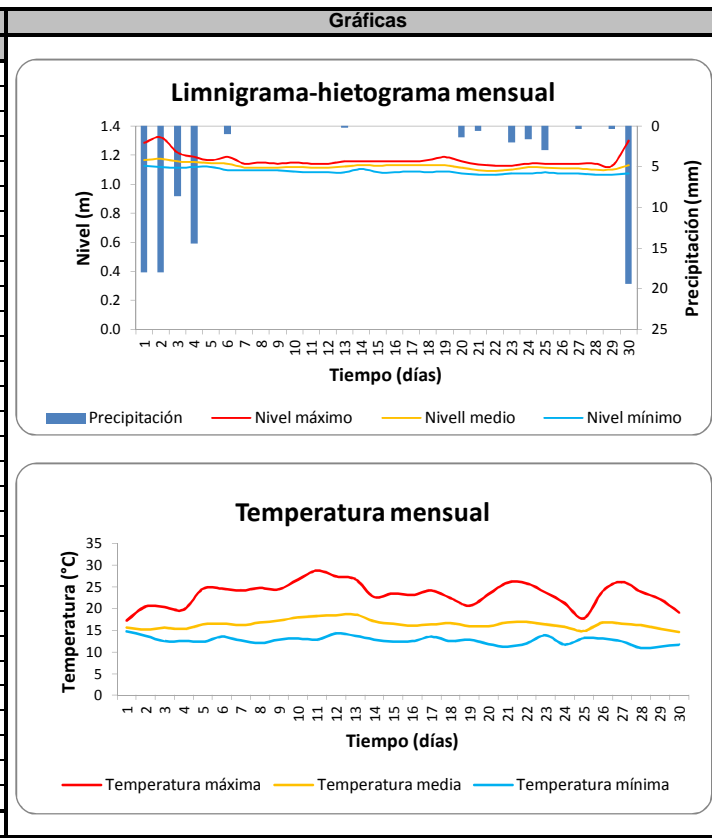 Gráficas
Limnigrama-hietograma mensual
1.4
1.2
1.0
0.8
0.6
0.4
0.2
0.0
Nivel (m)
0
5
10
15
20
25
Precipitación (mm)
1 2 3 4 5 6 7 8 9 10 11 12 13 14 15 16 17 18 19 20 21 22 23 24 25 26 27 28 29 30
Tiempo (días)
Precipitación Nivel máximo Nivell medio Nivel mínimo
Temperatura mensual
35
30
25
20
15
10
5
0
Temperatura (°C)
1 2 3 4 5 6 7 8 9 10 11 12 13 14 15 16 17 18 19 20 21 22 23 24 25 26 27 28 29 30
Tiempo (días)
Temperatura máxima Temperatura media Temperatura mínima